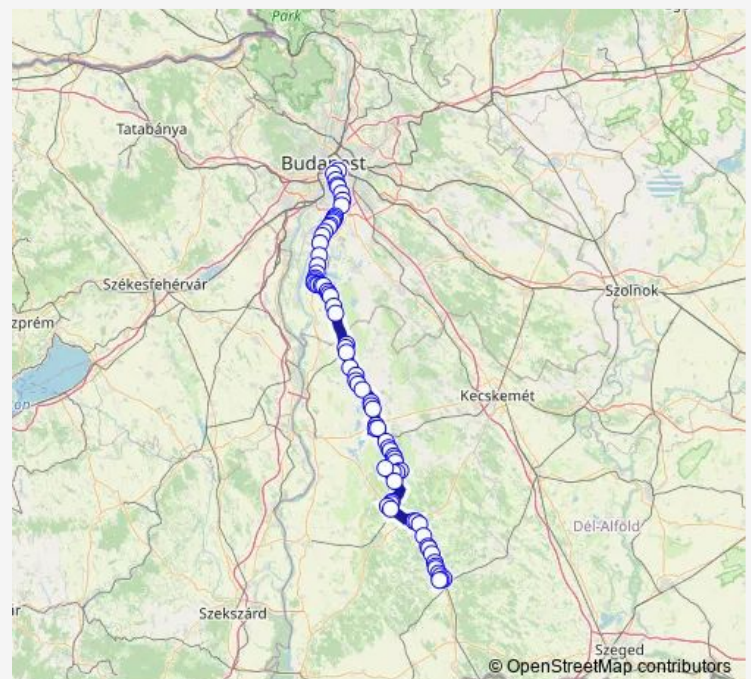 Park
Tatabánya
Budapest
Székesfehérvár
Szolnok
zprém
Kecskemét
Dél-Alföld
Szekszárd
Szeged
© OpenStreetMap contributors